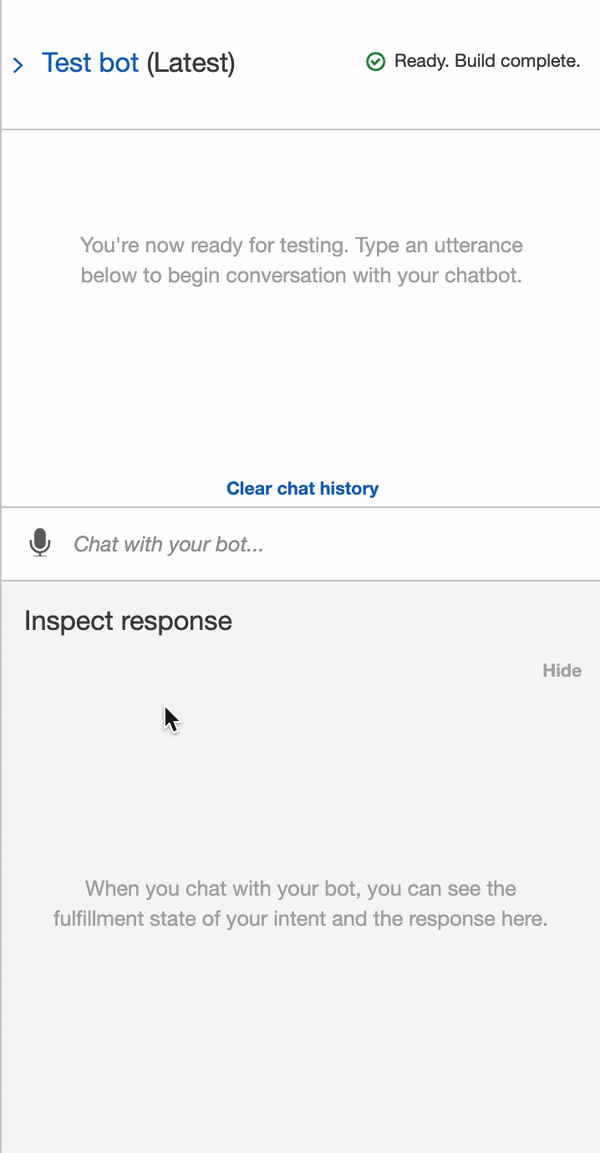 Test bot (Latest)
Ready. Build complete.
You're now ready for testing. Type an utterance
below to begin conversation with your chatbot.
Clear chat history
Chat with your bot...
Inspect response
Hide
When you chat with your bot, you can see the
fulfillment state of your intent and the response here.